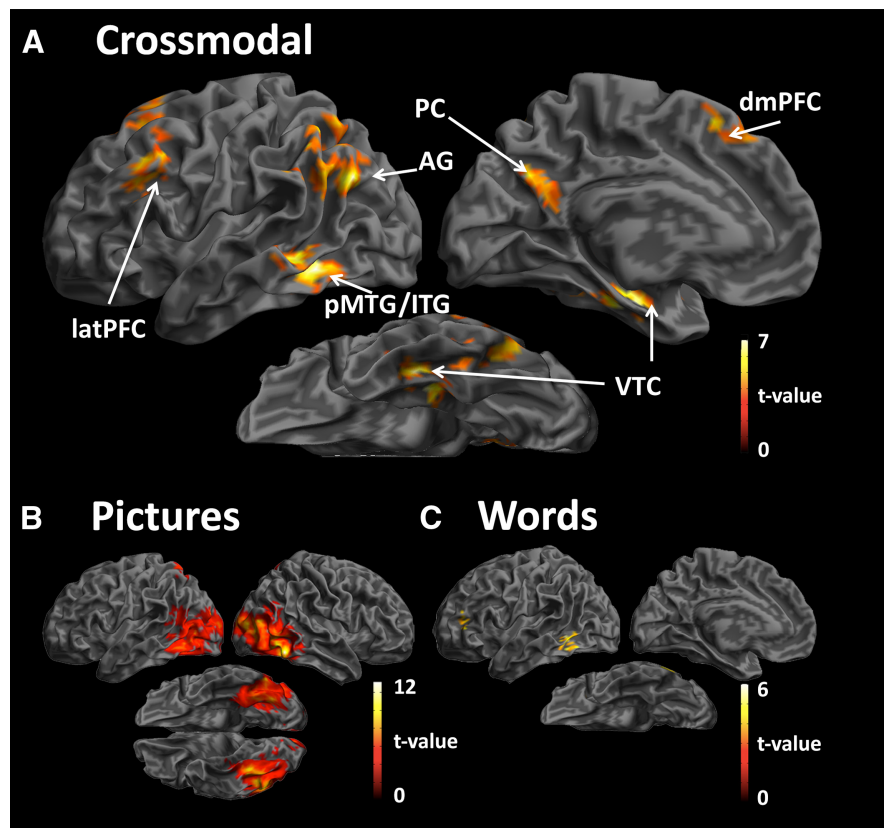 A Crossmodal
PC
dmPFC
AG
latPFC
pMTG/ITG
VTC
7
t-value
0
B Pictures
C Words
12
t-value
0
6
t-value
0